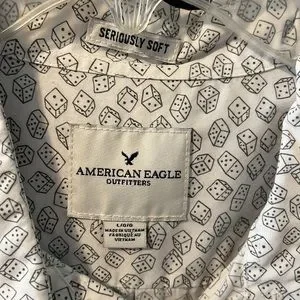 SERIOUSLY SOFT
AMERICAN EAGLE
OUTFITTERS
L/G/G
MADE IN VIETNAM
FABRIQUÉ AU
VIETNAM